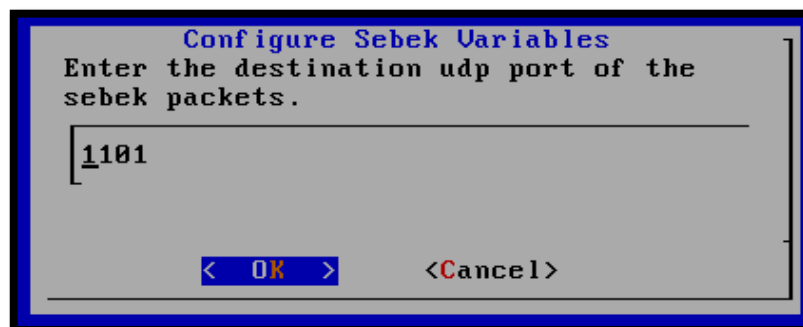 Configure Sebek Variables
Enter the destination udp port of the
sebek packets.
1101
< OK > <Cancel>